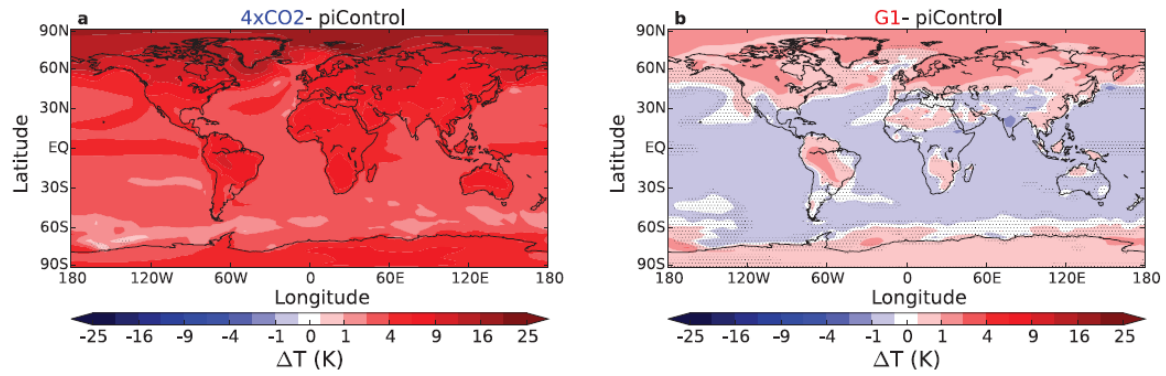 a 4xCO2- piControl
90N
60N
30N
EQ
30S
60S
90S
Latitude
180 120W 60W 0 60E 120E 180
Longitude
-25 -16 -9 -4 -1 0 1 4 9 16 25
ΔT (K)
b G1- piControl
90N
60N
30N
EQ
30S
60S
90S
Latitude
180 120W 60W 0 60E 120E 180
Longitude
-25 -16 -9 -4 -1 0 1 4 9 16 25
ΔT (K)